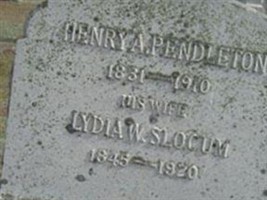 HENRY A. PENDLETON
1831—1910
HIS WIFE
LYDIA W. SLOCUM
1845—1920